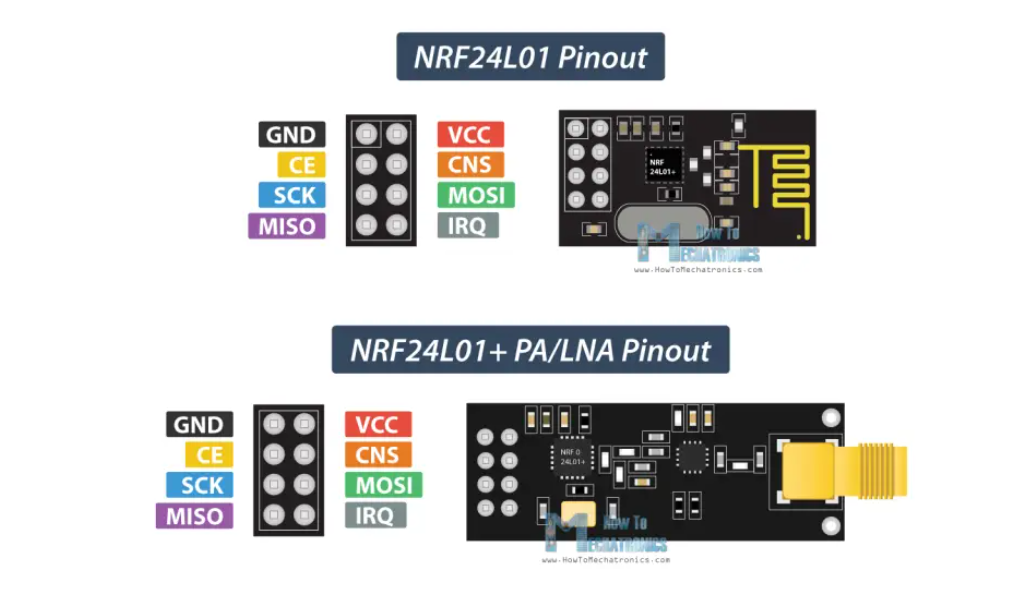 NRF24L01 Pinout
GND VCC
CE CNS
SCK MOSI
MISO IRQ
NRF
24L01+
How To
MECHATRONICS
www.HowToMechatronics.com
NRF24L01+ PA/LNA Pinout
GND VCC
CE CNS
SCK MOSI
MISO IRQ
NRF 0
24L01+
How To
MECHATRONICS
www.HowToMechatronics.com